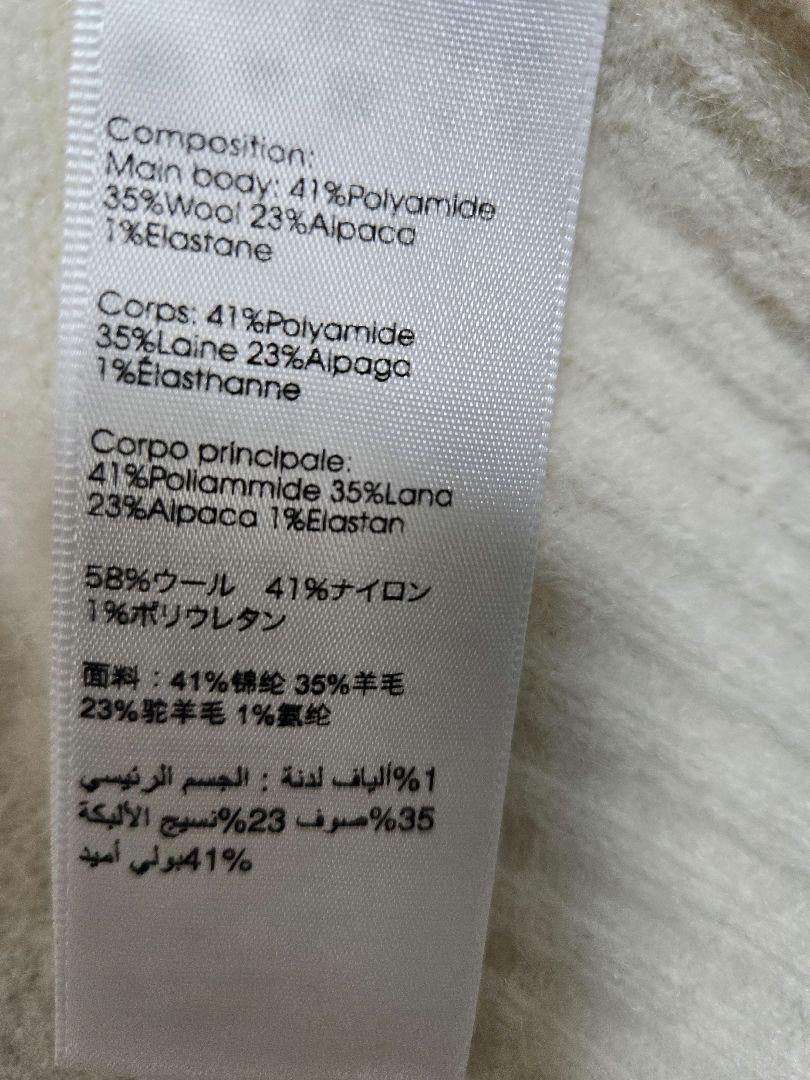 Composition:
Main body: 41%Polyamide
35%Wool 23%Alpaca
1%Elastane
Corps: 41%Polyamide
35%Laine 23%Alpaga
1%Élasthanne
Corpo principale:
41%Poliammide 35%Lana
23%Alpaca 1%Elastan
58%ウール 41%ナイロン
1%ポリウレタン
面料：41%锦纶 35%羊毛
23%驼羊毛 1%氨纶
الجسم الرئيسي : ألياف لدنة%1
35%صوف 23%نسيج الألبكة
41%بولي أميد